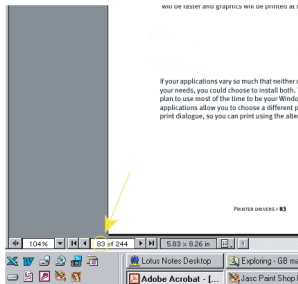 will be faster and graphics will be printed at
If your applications vary so much that neither
your needs, you could choose to install both.
plan to use most of the time to be your Windo
applications allow you to choose a different p
print dialogue, so you can print using the alte
PRINTER DRIVERS > 83
104% 83 of 244 5.83 x 8.26 in
Lotus Notes Desktop Exploring - GB ma
Adobe Acrobat - [... Jasc Paint Shop